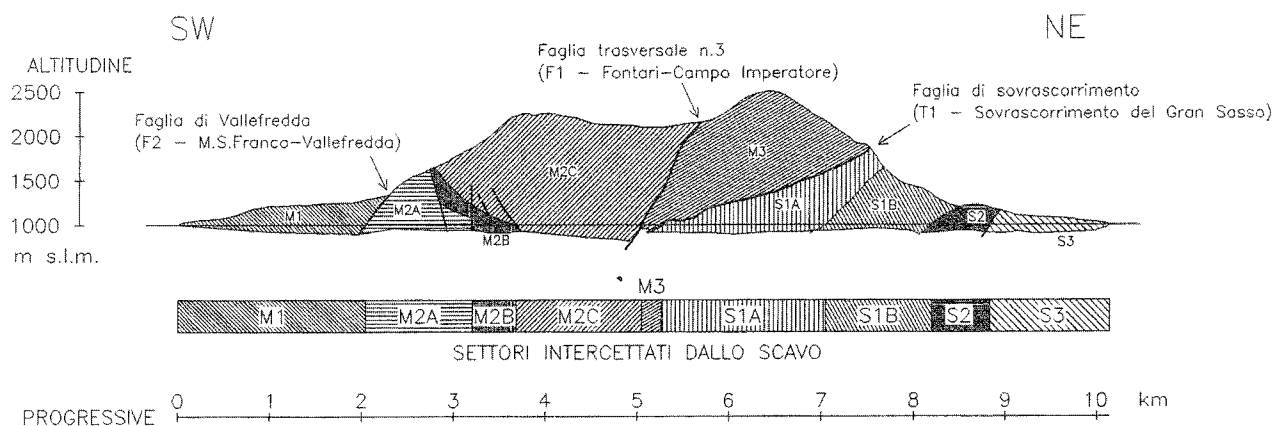 SW
NE
Faglia trasversale n.3
(F1 – Fontari-Campo Imperatore)
ALTITUDINE
2500
2000
1500
1000
m s.l.m.
Faglia di Vallefredda
(F2 – M.S.Franco-Vallefredda)
Faglia di sovrascorrimento
(T1 – Sovrascorrimento del Gran Sasso)
M1
M2A
M2B
M2C
M3
S1A
S1B
S2
S3
M3
M1 M2A M2B M2C S1A S1B S2 S3
SETTORI INTERCETTATI DALLO SCAVO
PROGRESSIVE 0 1 2 3 4 5 6 7 8 9 10 km